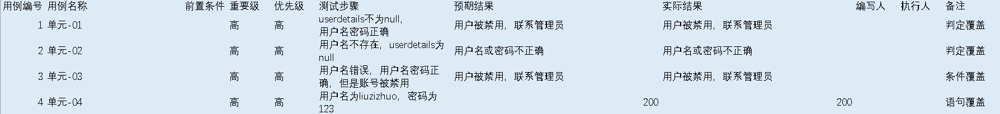 用例编号 用例名称 前置条件 重要级 优先级 测试步骤 预期结果 实际结果 编写人 执行人 备注
1 单元-01 高 高 userdetails不为null，
用户名密码正确 用户被禁用，联系管理员 用户被禁用，联系管理员 判定覆盖
2 单元-02 高 高 用户名不存在，userdetails为
null 用户名或密码不正确 用户名或密码不正确 判定覆盖
3 单元-03 高 高 用户名错误，用户名密码正
确，但是账号被禁用 用户被禁用，联系管理员 用户被禁用，联系管理员 条件覆盖
4 单元-04 高 高 用户名为liuzizhuo，密码为
123 200 200 语句覆盖